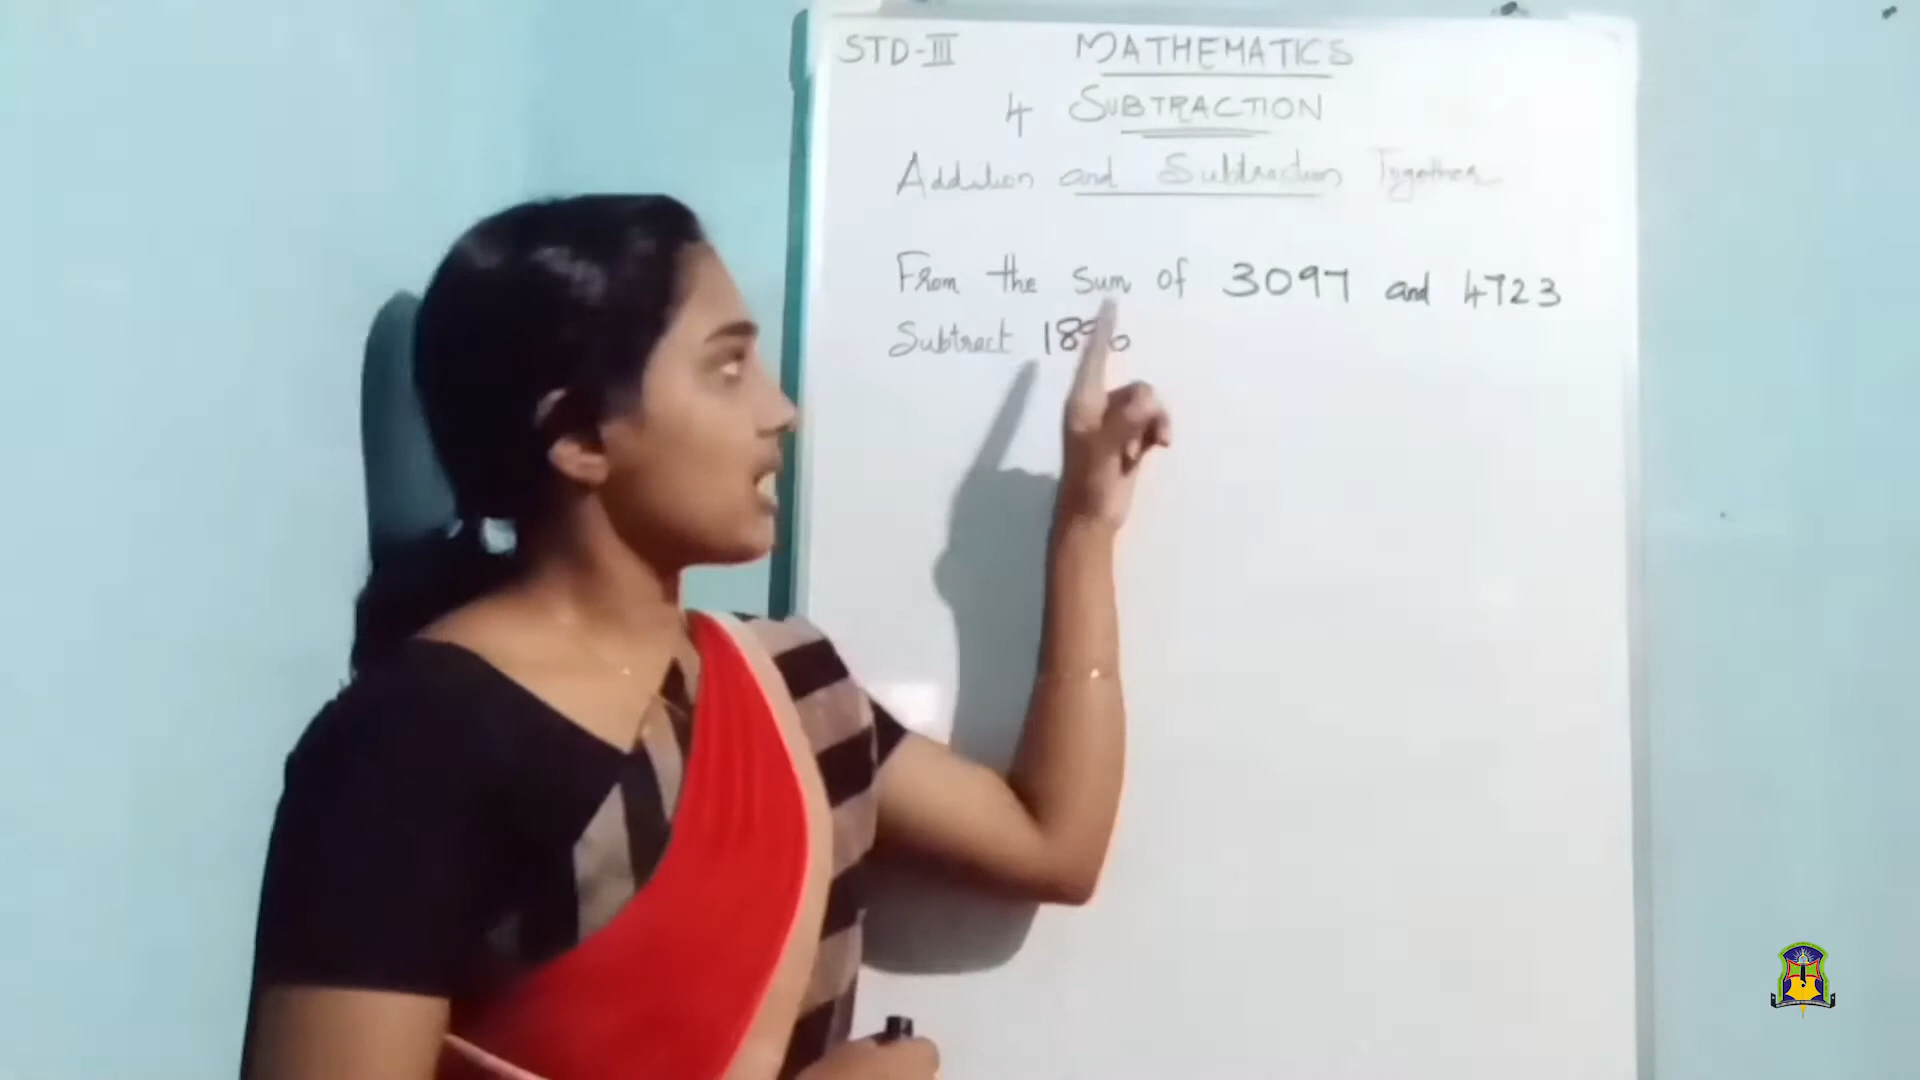 STD-III MATHEMATICS
4 SUBTRACTION
Addition and Subtraction Together
From the Sum of 3097 and 4723
Subtract